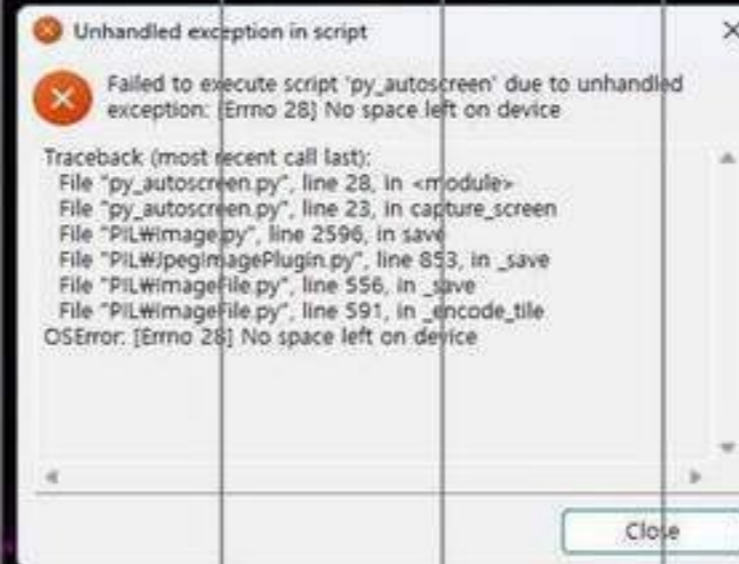 Unhandled exception in script
Failed to execute script 'py_autoscreen' due to unhandled
exception: [Errno 28] No space left on device
Traceback (most recent call last):
File "py_autoscreen.py", line 28, in <module>
File "py_autoscreen.py", line 23, in capture_screen
File "PIL₩Image.py", line 2596, in save
File "PIL₩JpegImagePlugin.py", line 853, in _save
File "PIL₩ImageFile.py", line 556, in _save
File "PIL₩ImageFile.py", line 591, in _encode_tile
OSError: [Errno 28] No space left on device
Close